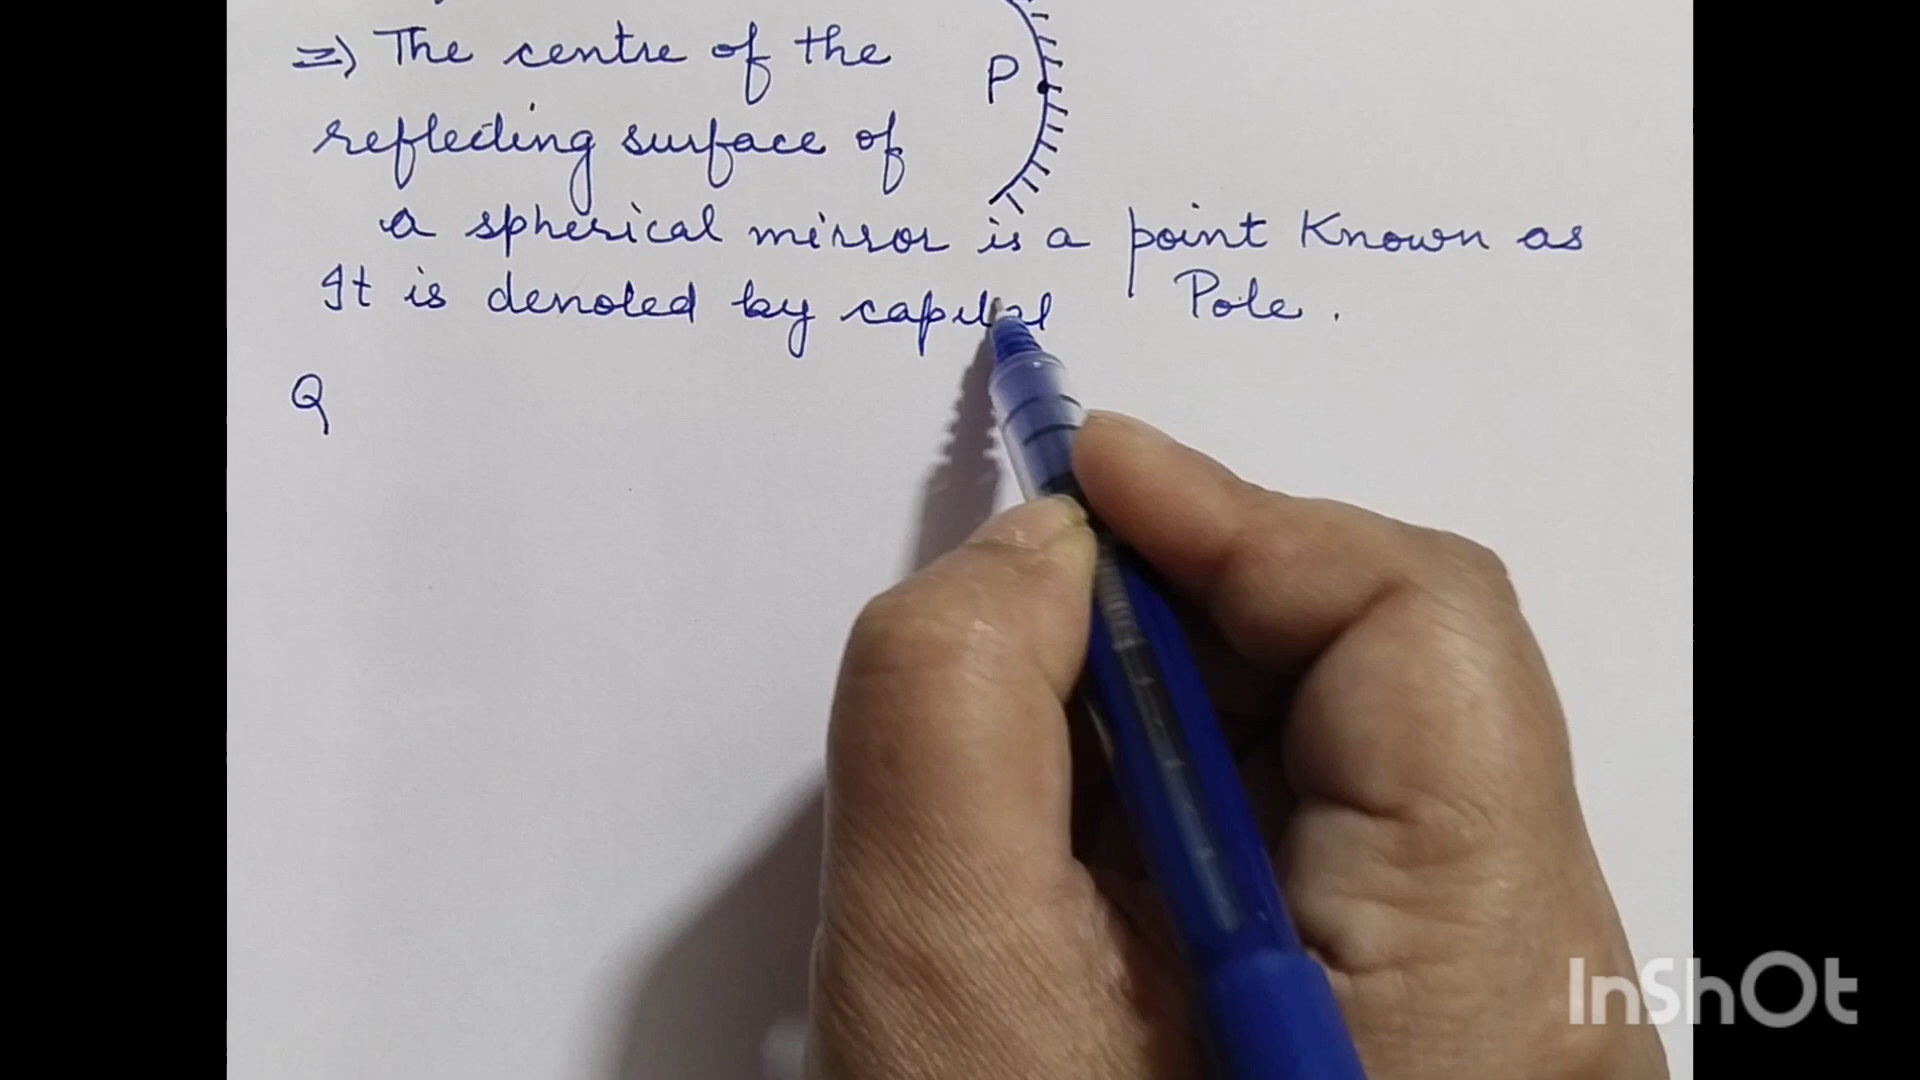 =) The centre of the
P
reflecting surface of
a spherical mirror is a point Known as
Pole.
It is denoted by capital
Q
InShOt